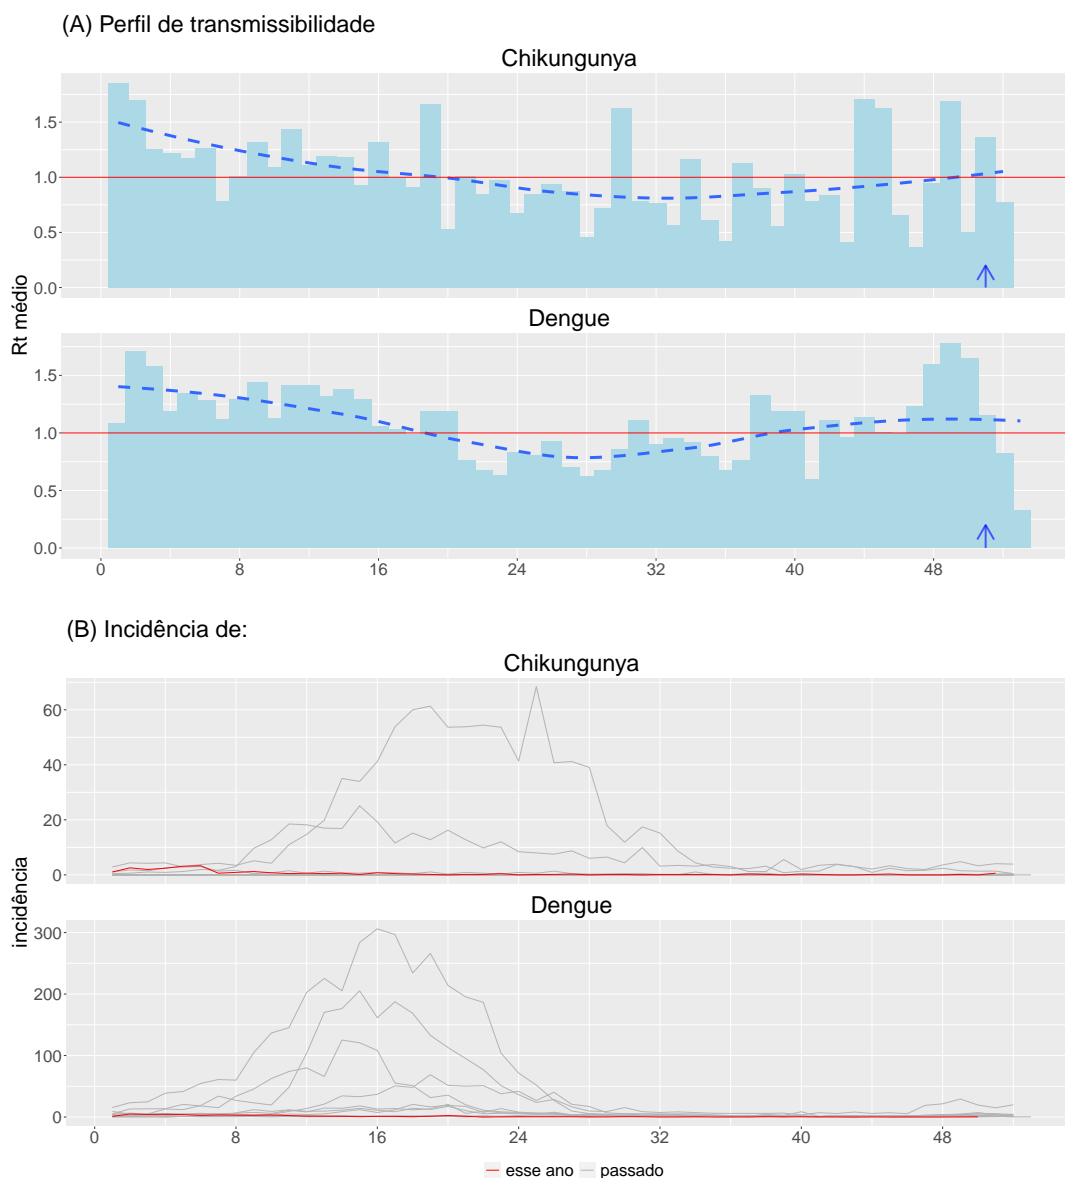 (A) Perfil de transmissibilidade
Chikungunya
1.5
1.0
0.5
0.0
Rt médio
Dengue
1.5
1.0
0.5
0.0
0 8 16 24 32 40 48
(B) Incidência de:
Chikungunya
60
40
20
0
incidência
Dengue
300
200
100
0
0 8 16 24 32 40 48
esse ano passado